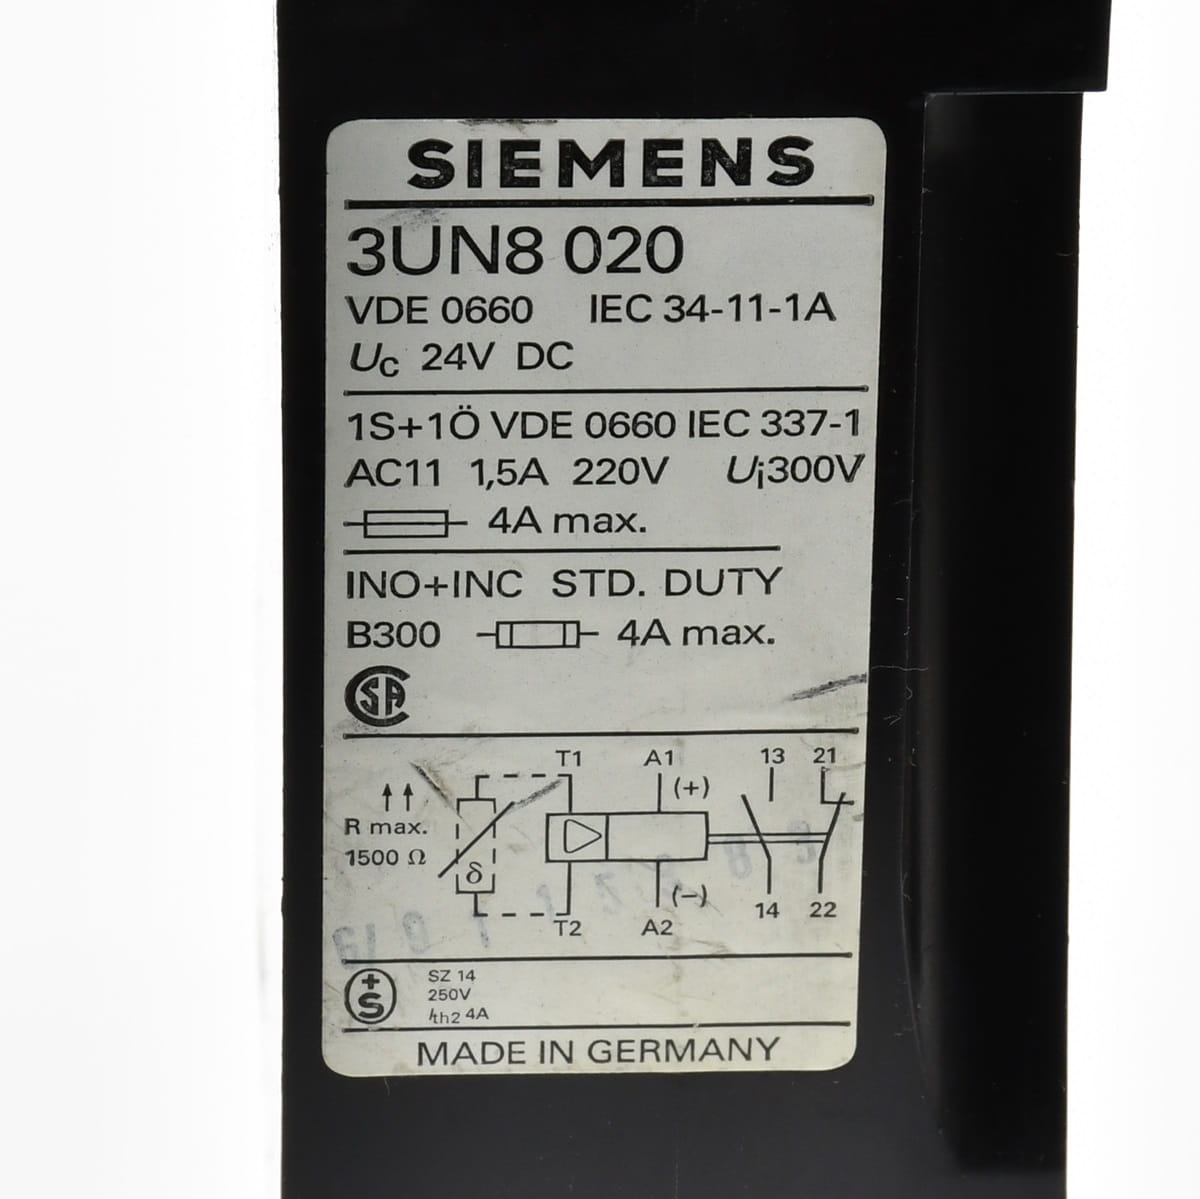 SIEMENS
3UN8 020
VDE 0660 IEC 34-11-1A
Uc 24V DC
1S+1Ö VDE 0660 IEC 337-1
AC11 1,5A 220V Ui300V
4A max.
INO+INC STD. DUTY
B300 4A max.
CSA
T1 A1 13 21
(+)
R max.
1500 Ω
δ
(−)
14 22
T2 A2
+S
SZ 14
250V
Ith2 4A
MADE IN GERMANY